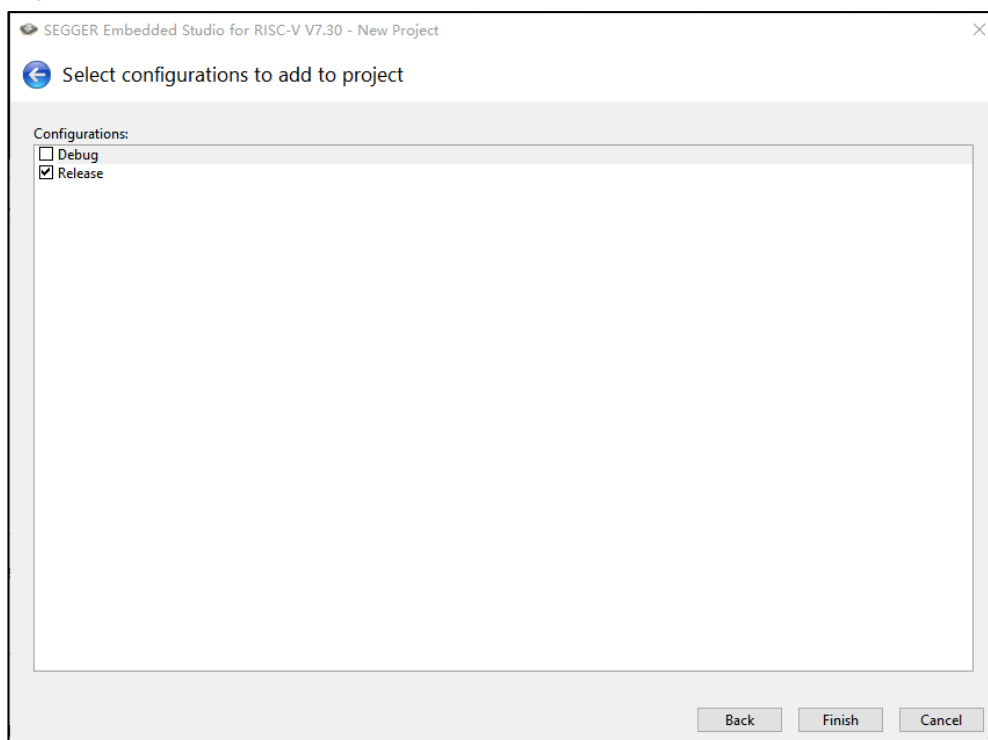 SEGGER Embedded Studio for RISC-V V7.30 - New Project
Select configurations to add to project
Configurations:
Debug
Release
Back Finish Cancel